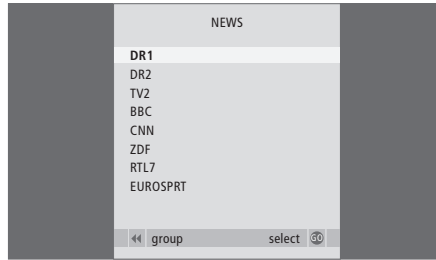 NEWS
DR1
DR2
TV2
BBC
CNN
ZDF
RTL7
EUROSPRT
group select GO